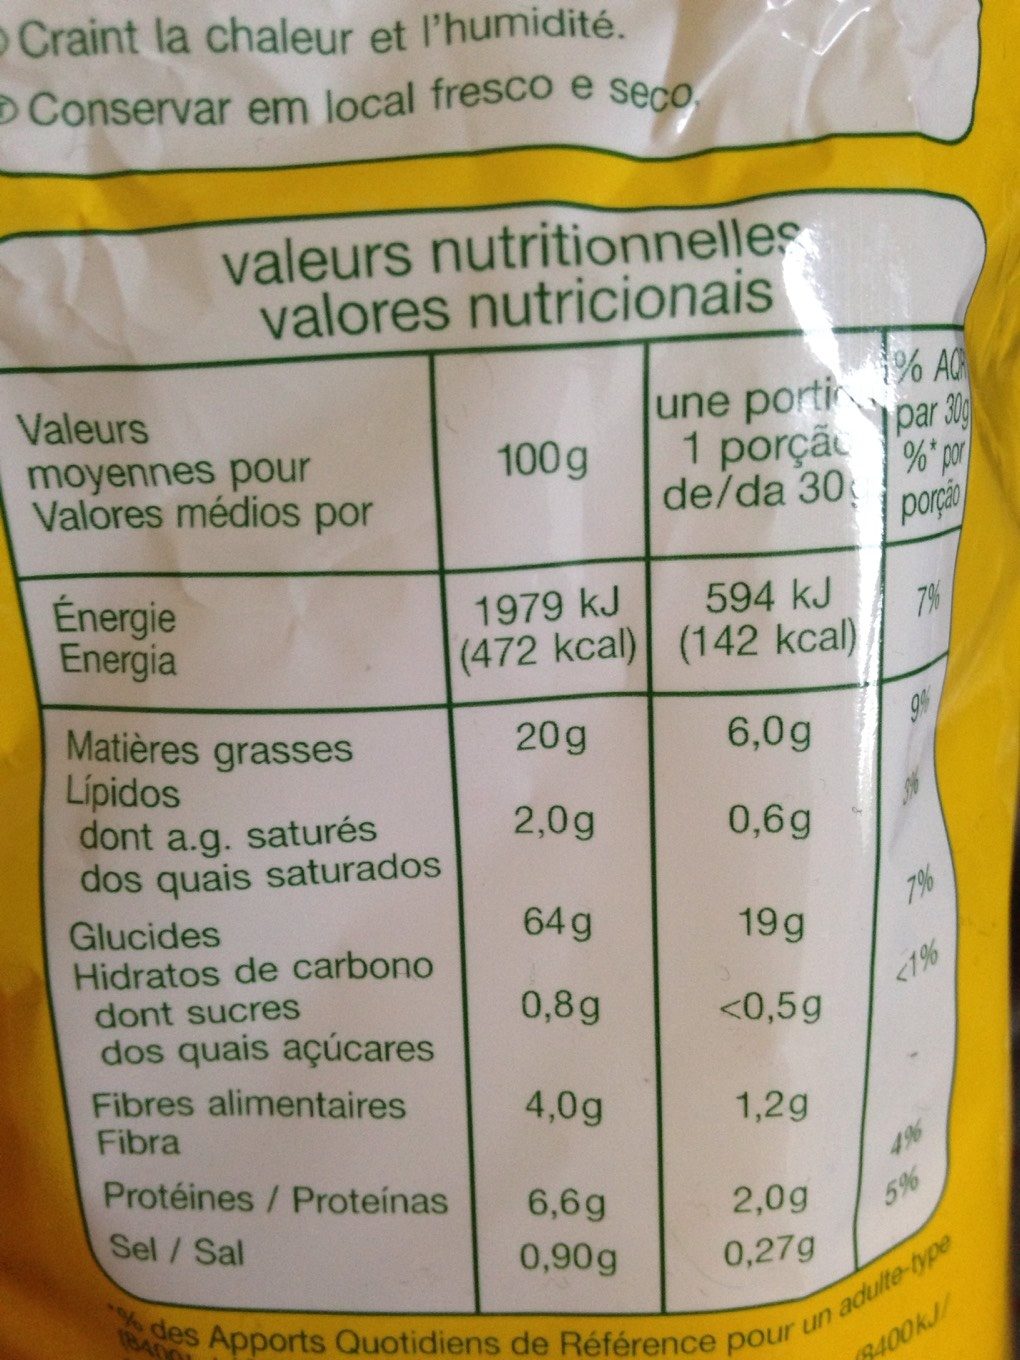 Craint la chaleur et l'humidité.
Conservar em local fresco e seco.
valeurs nutritionnelles
valores nutricionais
Valeurs
moyennes pour
Valores médios por
100g
une
1
de/da 30
%
par 30g
%* por
porção
Énergie
Energia
1979 kJ
(472 kcal)
594 kJ
(142 kcal)
7%
Matières grasses
Lípidos
20g
6,0g
9%
dont a.g. saturés
dos quais saturados
2,0g
0,6g
3%
Glucides
Hidratos de carbono
64g
19g
7%
dont sucres
dos quais açúcares
0,8g
<0,5g
<1%
Fibres alimentaires
Fibra
4,0g
1,2g
-
Protéines / Proteínas
6,6g
2,0g
4%
Sel / Sal
0,90g
0,27g
5%
*% des Apports Quotidiens de Référence pour un adulte-type
(8400kJ/